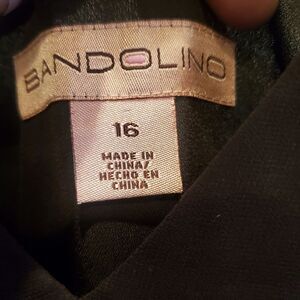 BANDOLINO
16
MADE IN
CHINA/
HECHO EN
CHINA